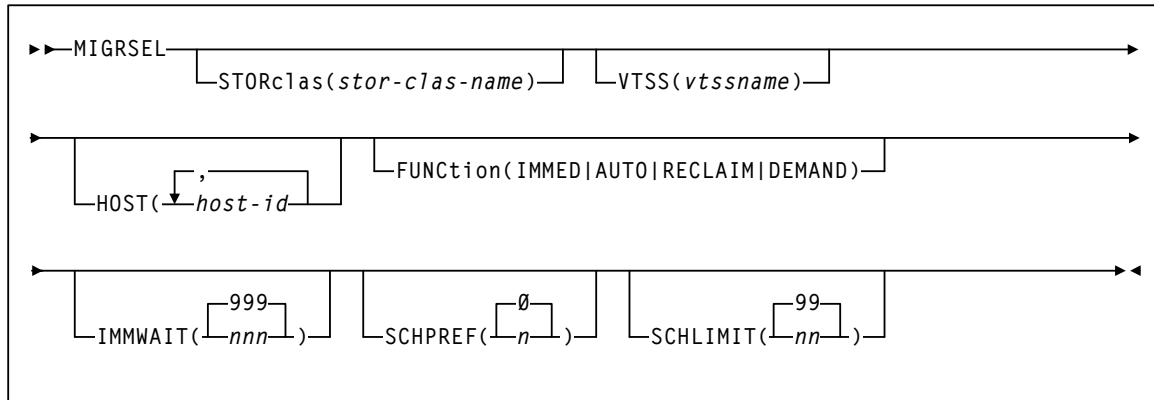 MIGRSEL
STORclas(stor-clas-name)
VTSS(vtssname)
,
HOST(host-id)
FUNCtion(IMMED|AUTO|RECLAIM|DEMAND)
999
IMMWAIT(nnn)
Ø
SCHPREF(n)
99
SCHLIMIT(nn)